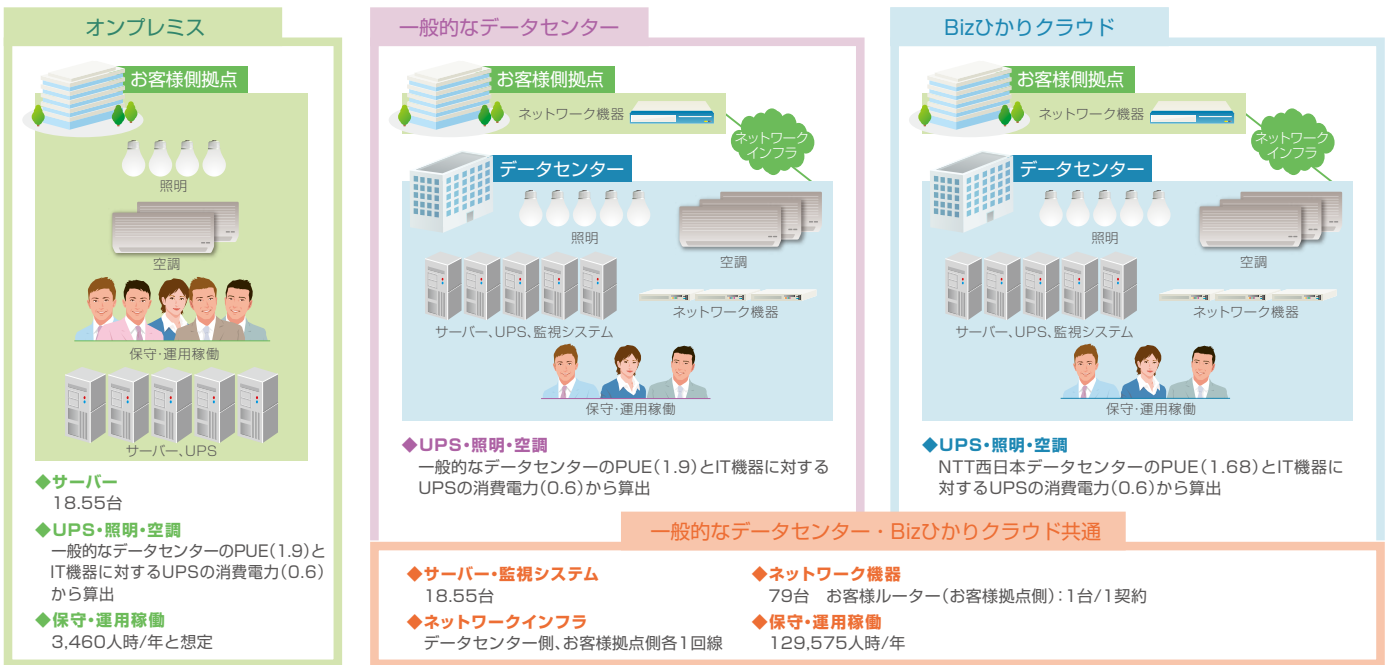 オンプレミス
お客様側拠点
照明
空調
保守・運用稼働
サーバー、UPS
◆サーバー
18.55台
◆UPS・照明・空調
一般的なデータセンターのPUE(1.9)と
IT機器に対するUPSの消費電力(0.6)
から算出
◆保守・運用稼働
3,460人時/年と想定
一般的なデータセンター
お客様側拠点
ネットワーク機器
ネットワーク
インフラ
データセンター
照明
空調
サーバー、UPS、監視システム
ネットワーク機器
保守・運用稼働
◆UPS・照明・空調
一般的なデータセンターのPUE(1.9)とIT機器に対する
UPSの消費電力(0.6)から算出
Bizひかりクラウド
お客様側拠点
ネットワーク機器
ネットワーク
インフラ
データセンター
照明
空調
サーバー、UPS、監視システム
ネットワーク機器
保守・運用稼働
◆UPS・照明・空調
NTT西日本データセンターのPUE(1.68)とIT機器に
対するUPSの消費電力(0.6)から算出
一般的なデータセンター・Bizひかりクラウド共通
◆サーバー・監視システム
18.55台
◆ネットワークインフラ
データセンター側、お客様拠点側各1回線
◆ネットワーク機器
79台 お客様ルーター(お客様拠点側):1台/1契約
◆保守・運用稼働
129,575人時/年